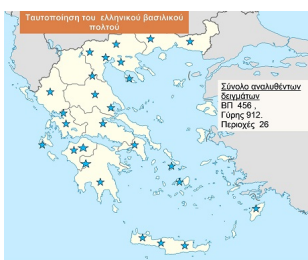 Ταυτοποίηση του ελληνικού βασιλικού
πολτού
Σύνολο αναλυθέντων
δειγμάτων
ΒΠ 456 ,
Γύρης 912.
Περιοχές 26